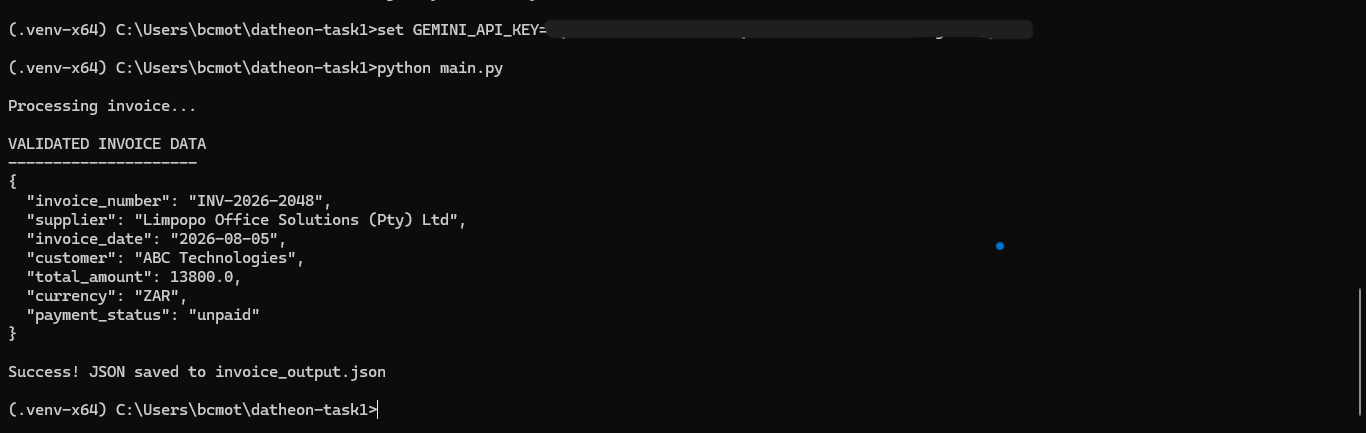 (.venv-x64) C:\Users\bcmot\datheon-task1>set GEMINI_API_KEY=
(.venv-x64) C:\Users\bcmot\datheon-task1>python main.py
Processing invoice...
VALIDATED INVOICE DATA
---------------------
{
"invoice_number": "INV-2026-2048",
"supplier": "Limpopo Office Solutions (Pty) Ltd",
"invoice_date": "2026-08-05",
"customer": "ABC Technologies",
"total_amount": 13800.0,
"currency": "ZAR",
"payment_status": "unpaid"
}
Success! JSON saved to invoice_output.json
(.venv-x64) C:\Users\bcmot\datheon-task1>